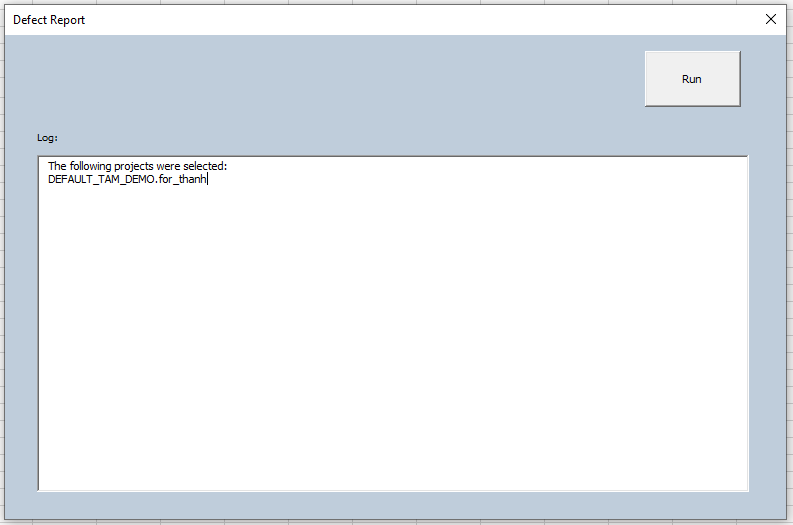 Defect Report
Run
Log:
The following projects were selected:
DEFAULT_TAM_DEMO.for_thanh